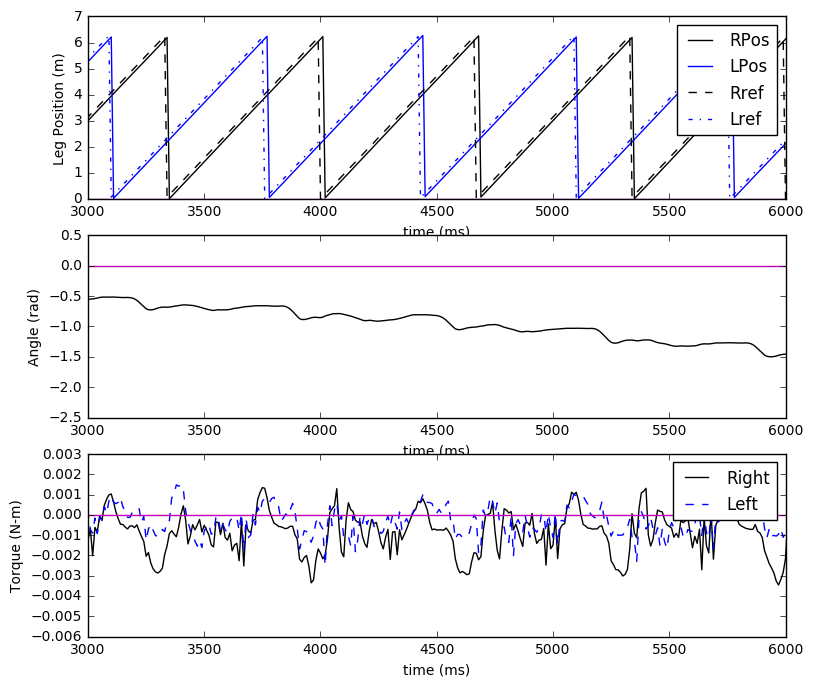 7
6
5
4
3
2
1
0
Leg Position (m)
RPos
LPos
Rref
Lref
3000 3500 4000 4500 5000 5500 6000
time (ms)
0.5
0.0
−0.5
−1.0
−1.5
−2.0
−2.5
Angle (rad)
3000 3500 4000 4500 5000 5500 6000
time (ms)
0.003
0.002
0.001
0.000
−0.001
−0.002
−0.003
−0.004
−0.005
−0.006
Torque (N-m)
Right
Left
3000 3500 4000 4500 5000 5500 6000
time (ms)